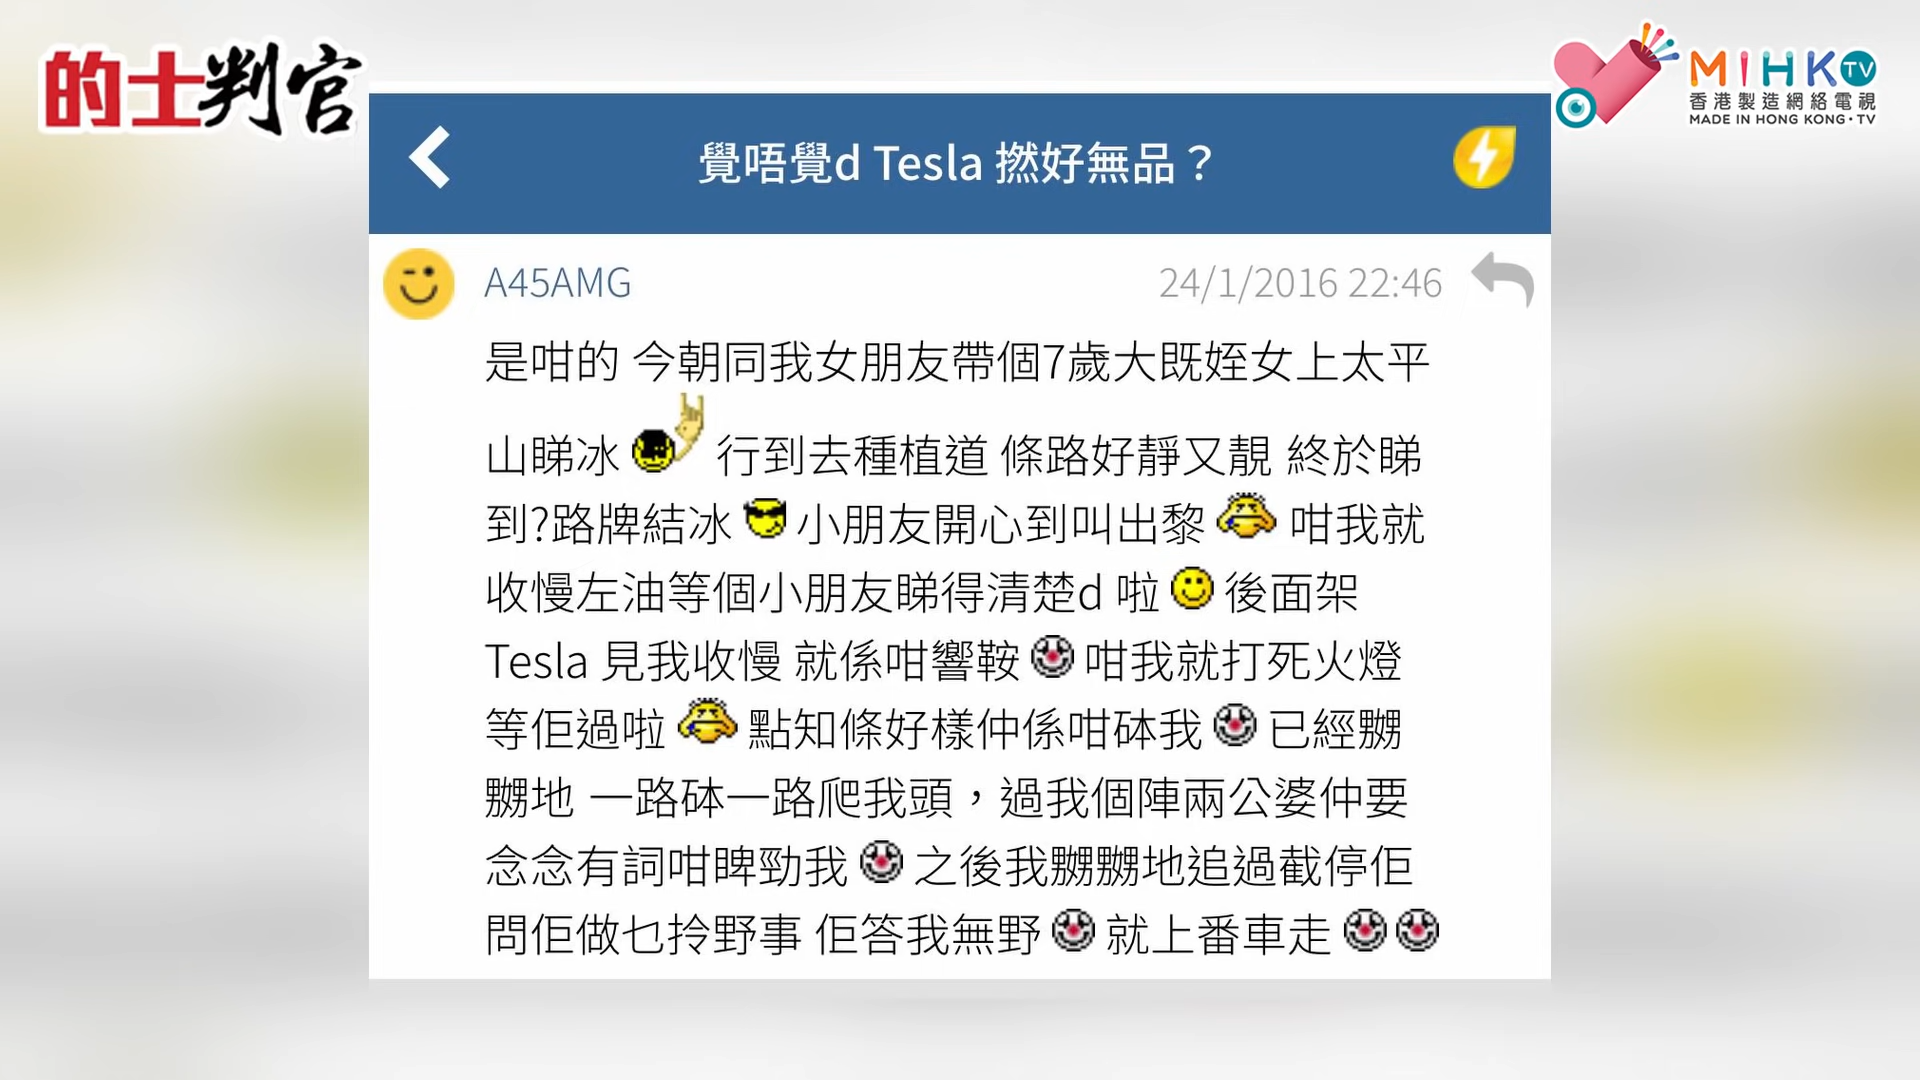 的士判官
MIHK TV
香港製造網絡電視
MADE IN HONG KONG · TV
覺唔覺d Tesla 撚好無品？
A45AMG
24/1/2016 22:46
是咁的 今朝同我女朋友帶個7歲大既姪女上太平
山睇冰 行到去種植道 條路好靜又靚 終於睇
到?路牌結冰 小朋友開心到叫出黎 咁我就
收慢左油等個小朋友睇得清楚d 啦 後面架
Tesla 見我收慢 就係咁響鞍 咁我就打死火燈
等佢過啦 點知條好樣仲係咁砵我 已經嬲
嬲地 一路砵一路爬我頭，過我個陣兩公婆仲要
念念有詞咁睥勁我 之後我嬲嬲地追過截停佢
問佢做乜拎野事 佢答我無野 就上番車走